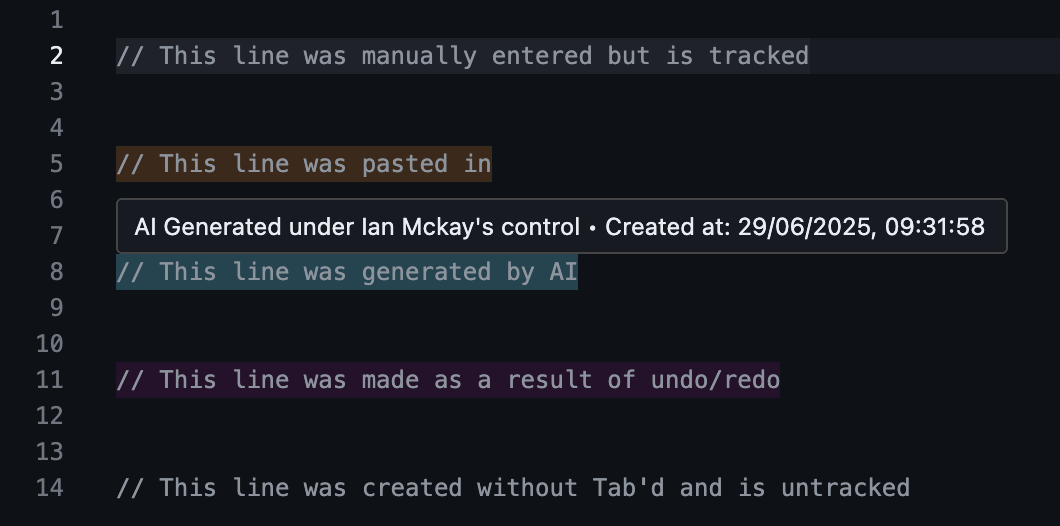 1
2 // This line was manually entered but is tracked
3
4
5 // This line was pasted in
6
AI Generated under Ian Mckay's control • Created at: 29/06/2025, 09:31:58
7
8 // This line was generated by AI
9
10
11 // This line was made as a result of undo/redo
12
13
14 // This line was created without Tab'd and is untracked